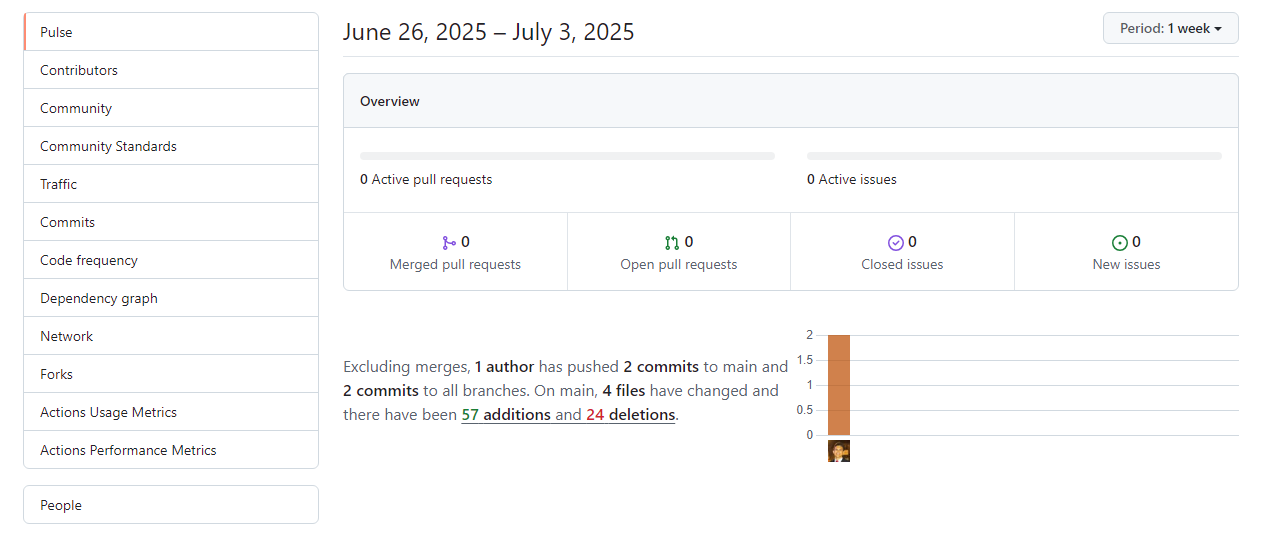 Pulse
Contributors
Community
Community Standards
Traffic
Commits
Code frequency
Dependency graph
Network
Forks
Actions Usage Metrics
Actions Performance Metrics
People
June 26, 2025 – July 3, 2025
Period: 1 week
Overview
0 Active pull requests
0 Active issues
0
Merged pull requests
0
Open pull requests
0
Closed issues
0
New issues
Excluding merges, 1 author has pushed 2 commits to main and
2 commits to all branches. On main, 4 files have changed and
there have been 57 additions and 24 deletions.
2
1.5
1
0.5
0